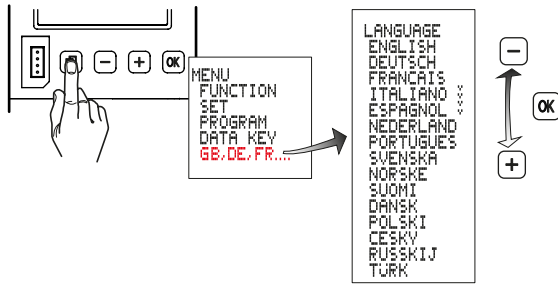 OK
MENU
FUNCTION
SET
PROGRAM
DATA KEY
GB,DE,FR....
LANGUAGE
ENGLISH
DEUTSCH
FRANCAIS
ITALIANO
ESPAGNOL
NEDERLAND
PORTUGUES
SVENSKA
NORSKE
SUOMI
DANSK
POLSKI
CESKY
RUSSKIJ
TURK
−
OK
+